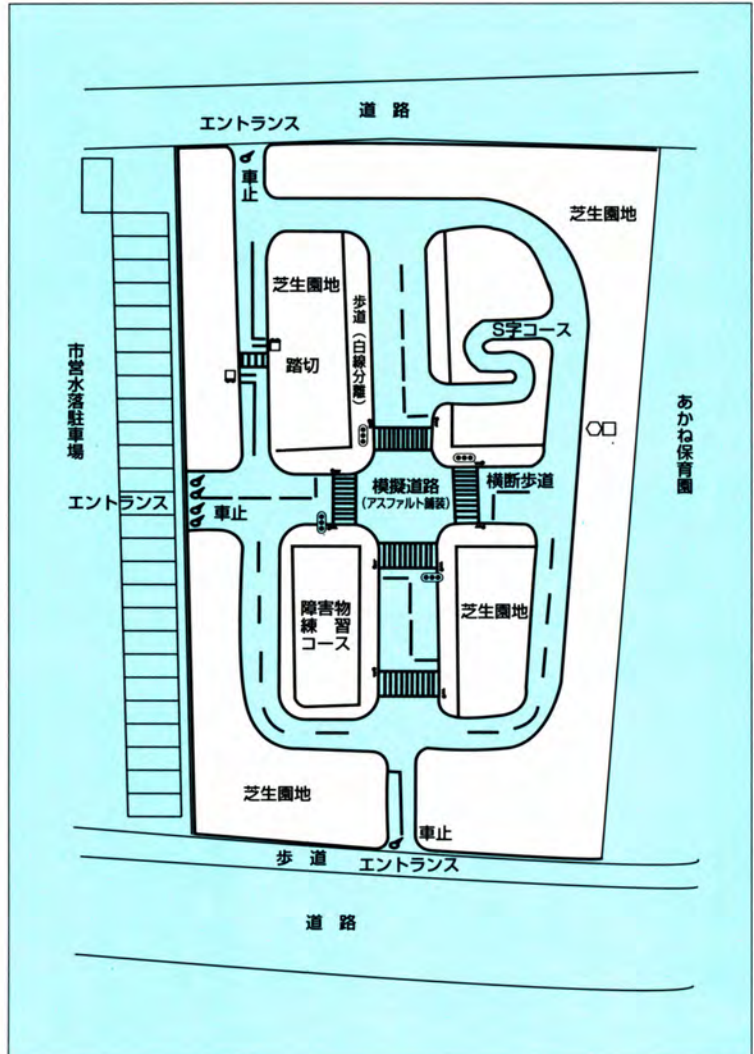 道 路
エントランス
車止
芝生園地
芝生園地
歩道（白線分離）
S字コース
踏切
市営水落駐車場
あかね保育園
模擬道路
（アスファルト舗装）
横断歩道
エントランス
車止
障害物
練 習
コース
芝生園地
芝生園地
車止
歩 道
エントランス
道 路